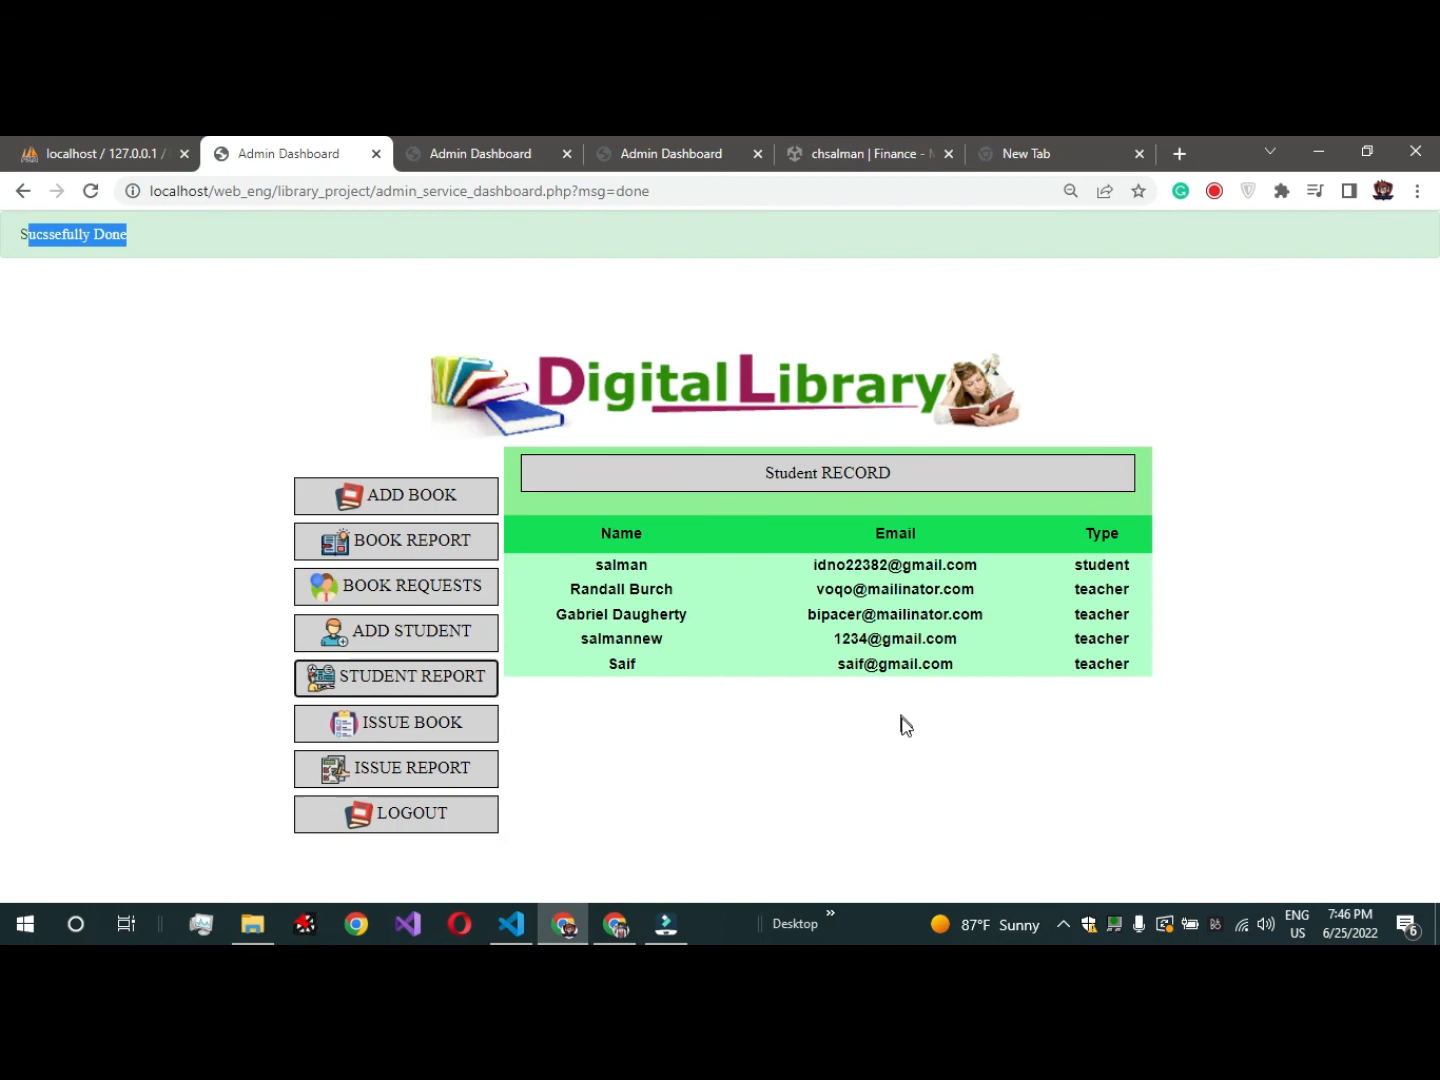 localhost / 127.0.0.1 /
Admin Dashboard
Admin Dashboard
Admin Dashboard
chsalman | Finance -
New Tab
localhost/web_eng/library_project/admin_service_dashboard.php?msg=done
Sucssefully Done
Digital Library
Student RECORD
ADD BOOK
BOOK REPORT
BOOK REQUESTS
ADD STUDENT
STUDENT REPORT
ISSUE BOOK
ISSUE REPORT
LOGOUT
Name Email Type
salman idno22382@gmail.com student
Randall Burch voqo@mailinator.com teacher
Gabriel Daugherty bipacer@mailinator.com teacher
salmannew 1234@gmail.com teacher
Saif saif@gmail.com teacher
Desktop
87°F Sunny
ENG
US
7:46 PM
6/25/2022
6